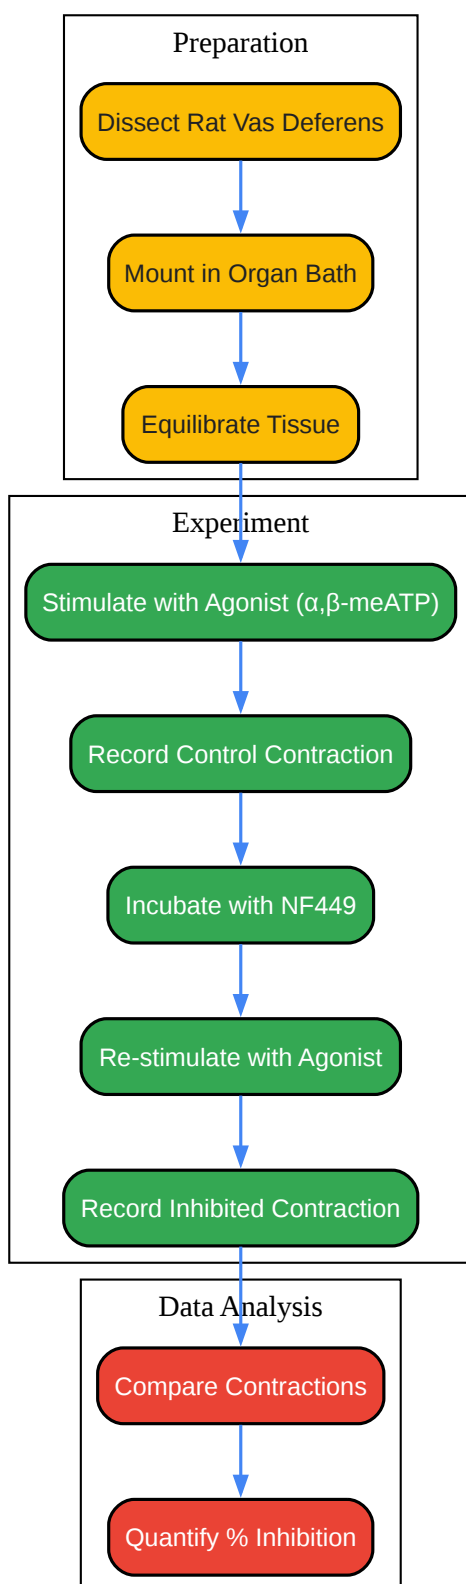 Preparation
Dissect Rat Vas Deferens
Mount in Organ Bath
Equilibrate Tissue
Experiment
Stimulate with Agonist (α,β-meATP)
Record Control Contraction
Incubate with NF449
Re-stimulate with Agonist
Record Inhibited Contraction
Data Analysis
Compare Contractions
Quantify % Inhibition